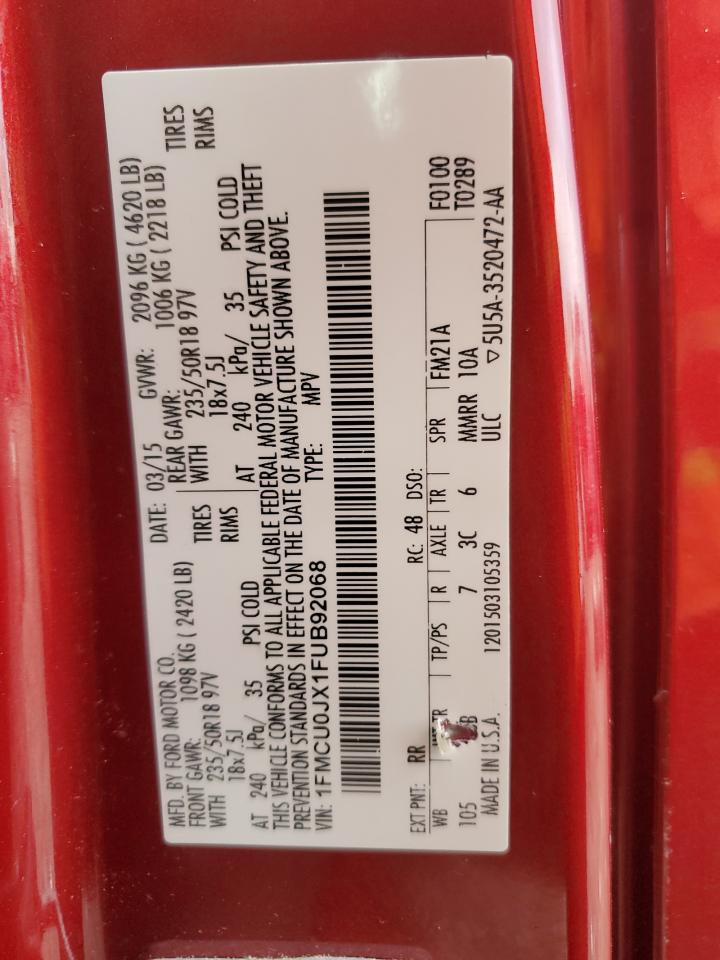 MFD. BY FORD MOTOR CO. DATE: 03/15 GVWR: 2096 KG ( 4620 LB)
FRONT GAWR: 1098 KG ( 2420 LB) REAR GAWR: 1006 KG ( 2218 LB)
WITH 235/50R18 97V TIRES WITH 235/50R18 97V TIRES
18x7.5J RIMS 18x7.5J RIMS
AT 240 kPa/ 35 PSI COLD AT 240 kPa/ 35 PSI COLD
THIS VEHICLE CONFORMS TO ALL APPLICABLE FEDERAL MOTOR VEHICLE SAFETY AND THEFT
PREVENTION STANDARDS IN EFFECT ON THE DATE OF MANUFACTURE SHOWN ABOVE.
VIN: 1FMCU0JX1FUB92068 TYPE: MPV
EXT PNT: RR RC: 48 DSO: F0100
WB TP/PS R AXLE TR SPR FM21A T0289
105 7 3C 6 MMRR 10A
MADE IN U.S.A. 1201503105359 ULC ▽5U5A-3520472-AA